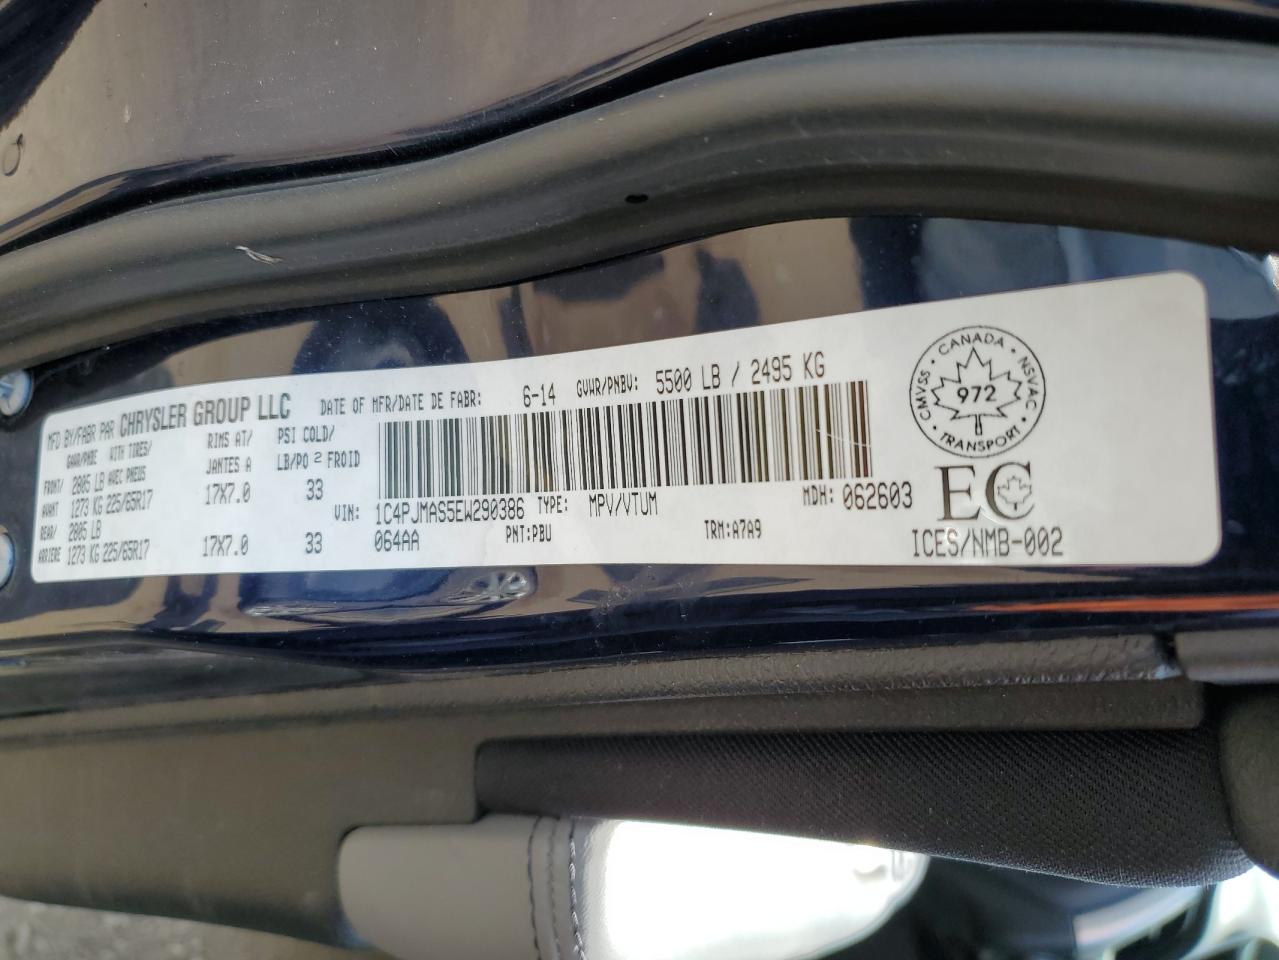 MFD BY/FABR PAR CHRYSLER GROUP LLC DATE OF MFR/DATE DE FABR: 6-14 GVWR/PNBV: 5500 LB / 2495 KG
GAWR/PNBE WITH TIRES/ RIMS AT/ PSI COLD/
AVEC PNEUS JANTES A LB/PO² FROID
FRONT/ 2805 LB
AVANT 1273 KG 225/65R17 17X7.0 33
REAR/ 2805 LB
ARRIERE 1273 KG 225/65R17 17X7.0 33
VIN: 1C4PJMAS5EW290386 TYPE: MPV/VTUM MDH: 062603
064AA PNT:PBU TRM:A7A9
CANADA
CMVSS • NSVAC
972
TRANSPORT
EC
ICES/NMB-002